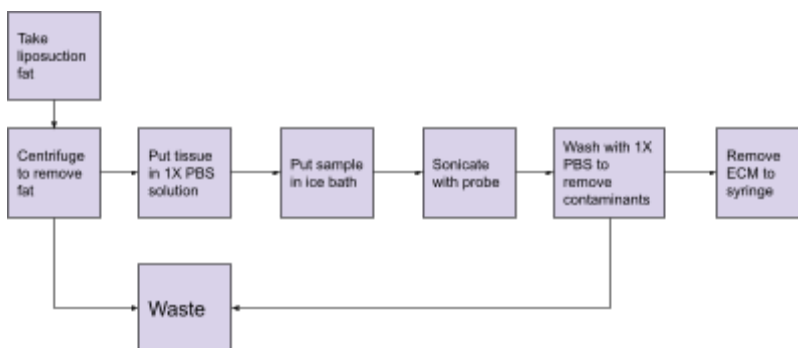 Take
liposuction
fat
Centrifuge
to remove
fat
Put tissue
in 1X PBS
solution
Put sample
in ice bath
Sonicate
with probe
Wash with 1X
PBS to
remove
contaminants
Remove
ECM to
syringe
Waste